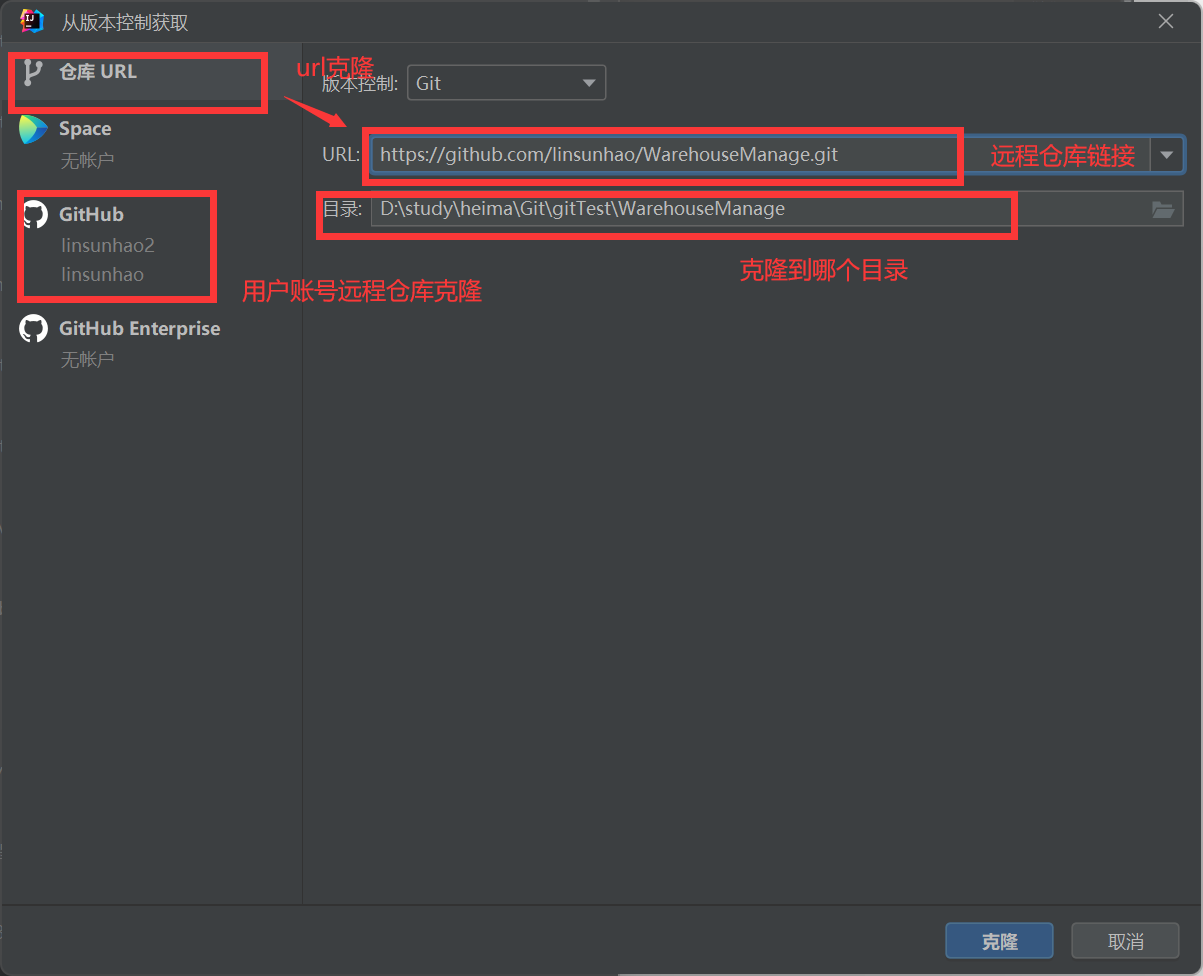 从版本控制获取
仓库 URL
url克隆
版本控制: Git
Space
无帐户
URL: https://github.com/linsunhao/WarehouseManage.git 远程仓库链接
目录: D:\study\heima\Git\gitTest\WarehouseManage
GitHub
linsunhao2
linsunhao
克隆到哪个目录
用户账号远程仓库克隆
GitHub Enterprise
无帐户
克隆 取消